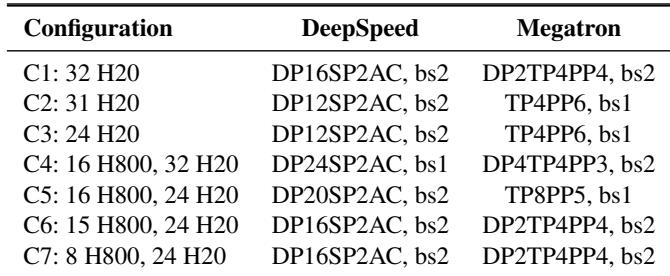 Configuration DeepSpeed Megatron
C1: 32 H20 DP16SP2AC, bs2 DP2TP4PP4, bs2
C2: 31 H20 DP12SP2AC, bs2 TP4PP6, bs1
C3: 24 H20 DP12SP2AC, bs2 TP4PP6, bs1
C4: 16 H800, 32 H20 DP24SP2AC, bs1 DP4TP4PP3, bs2
C5: 16 H800, 24 H20 DP20SP2AC, bs2 TP8PP5, bs1
C6: 15 H800, 24 H20 DP16SP2AC, bs2 DP2TP4PP4, bs2
C7: 8 H800, 24 H20 DP16SP2AC, bs2 DP2TP4PP4, bs2